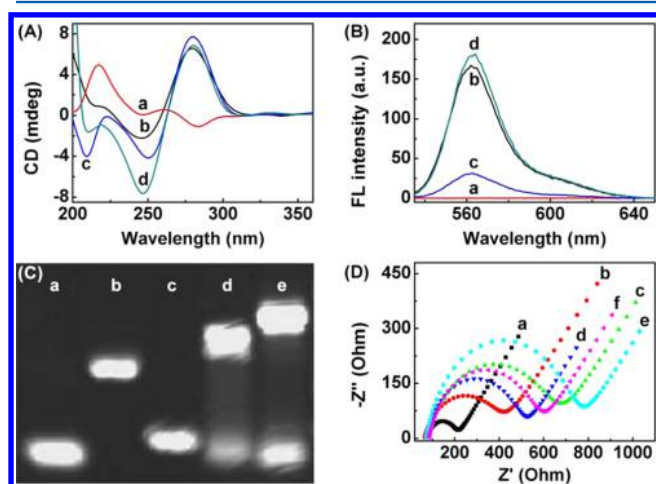 (A)
8
4
0
-4
-8
CD (mdeg)
a
b
c
d
200 250 300 350
Wavelength (nm)
(B)
200
150
100
50
0
FL intensity (a.u.)
d
b
c
a
560 600 640
Wavelength (nm)
(C)
a b c d e
(D)
450
300
150
0
-Z" (Ohm)
b
c
a
f
d
e
200 400 600 800 1000
Z' (Ohm)